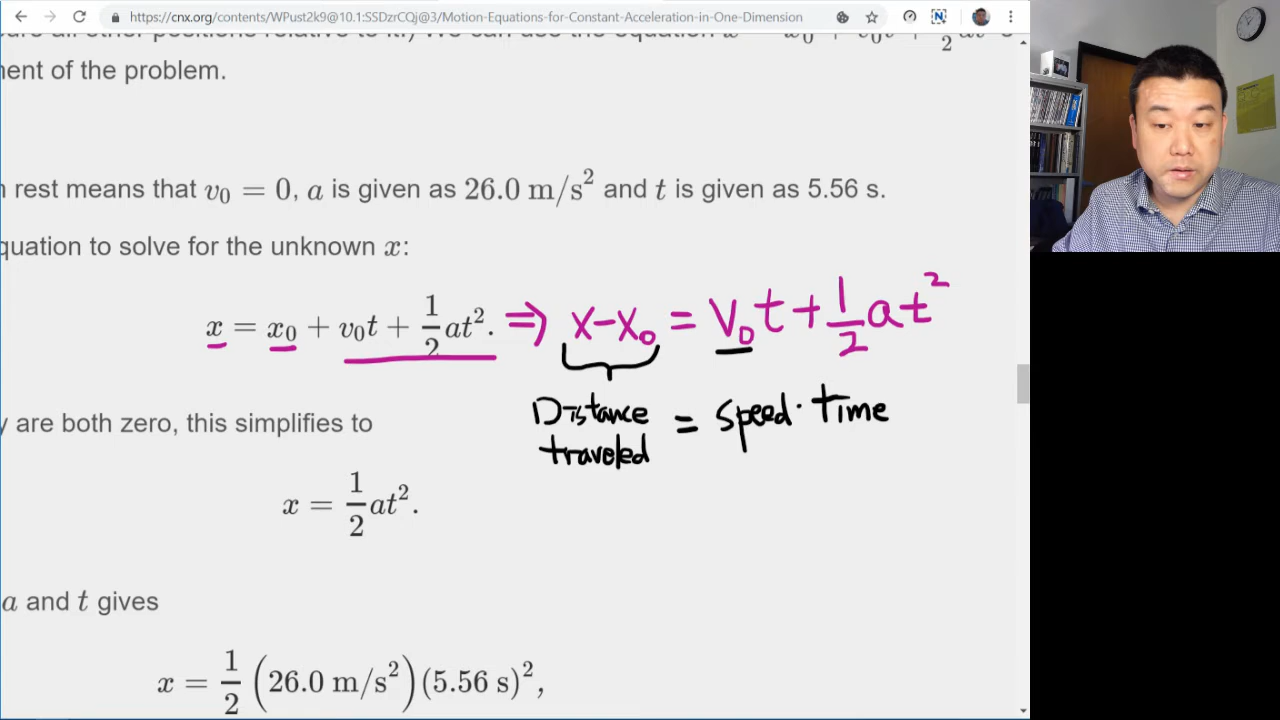 https://cnx.org/contents/WPust2k9@10.1:SSDzrCQj@3/Motion-Equations-for-Constant-Acceleration-in-One-Dimension
ment of the problem.
rest means that v₀ = 0, a is given as 26.0 m/s² and t is given as 5.56 s.
quation to solve for the unknown x:
x = x₀ + v₀t + 1/2 at². ⇒ x-x₀ = v₀t + 1/2 at²
Distance traveled = speed · time
are both zero, this simplifies to
x = 1/2 at².
a and t gives
x = 1/2 (26.0 m/s²)(5.56 s)²,